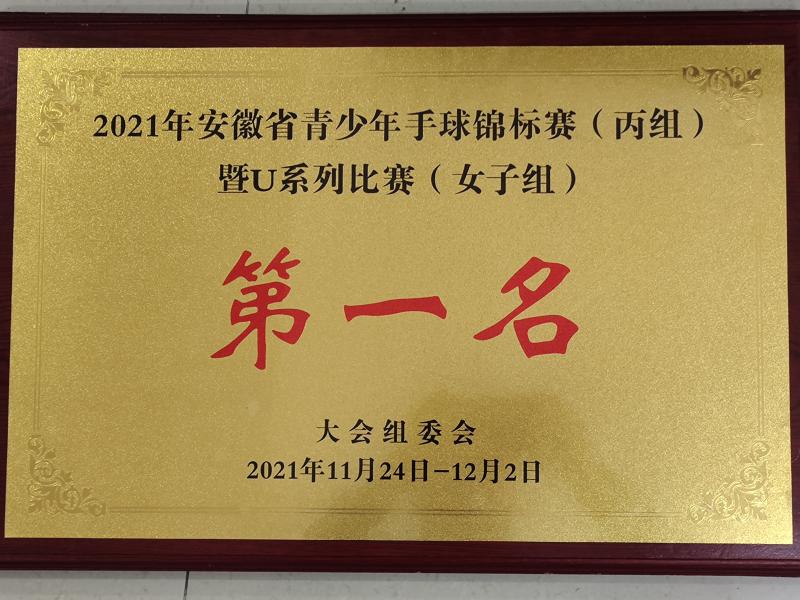 2021年安徽省青少年手球锦标赛（丙组）
暨U系列比赛（女子组）
第一名
大会组委会
2021年11月24日-12月2日